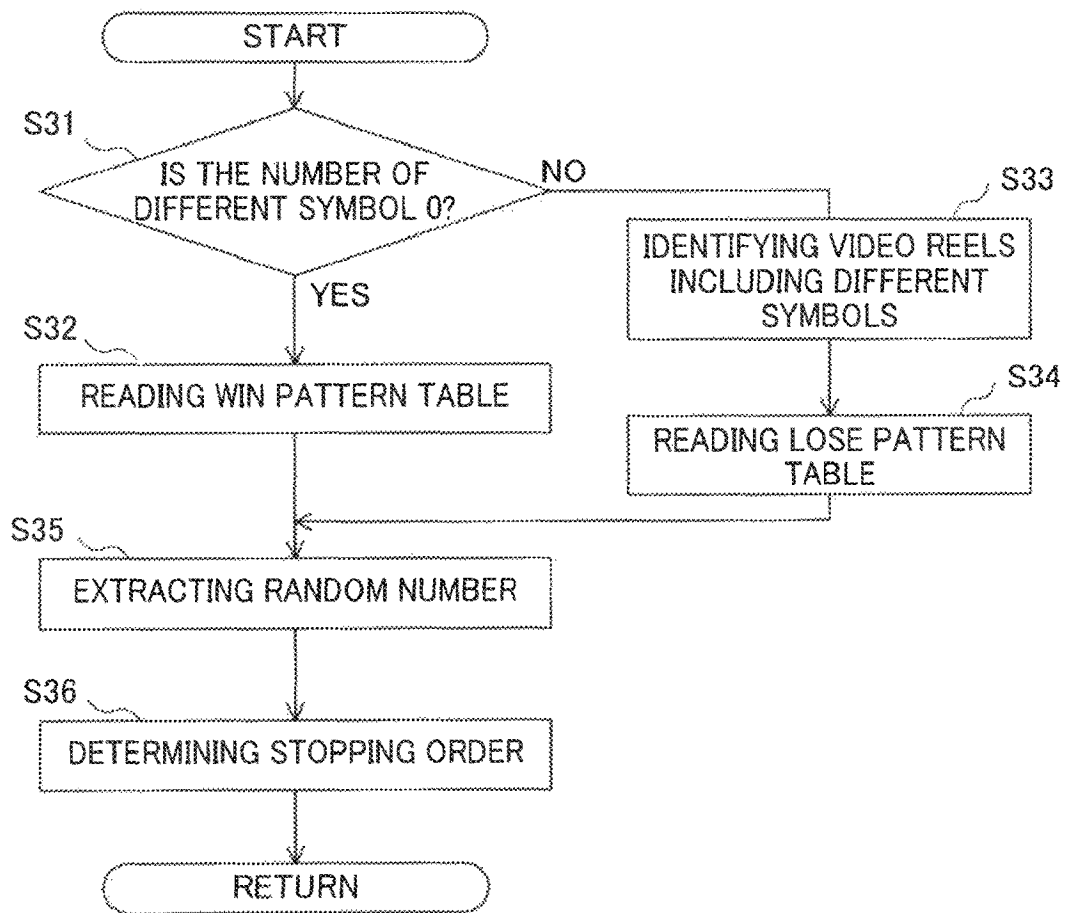 START
S31
IS THE NUMBER OF
DIFFERENT SYMBOL 0?
NO
YES
S33
IDENTIFYING VIDEO REELS
INCLUDING DIFFERENT
SYMBOLS
S32
READING WIN PATTERN TABLE
S34
READING LOSE PATTERN
TABLE
S35
EXTRACTING RANDOM NUMBER
S36
DETERMINING STOPPING ORDER
RETURN